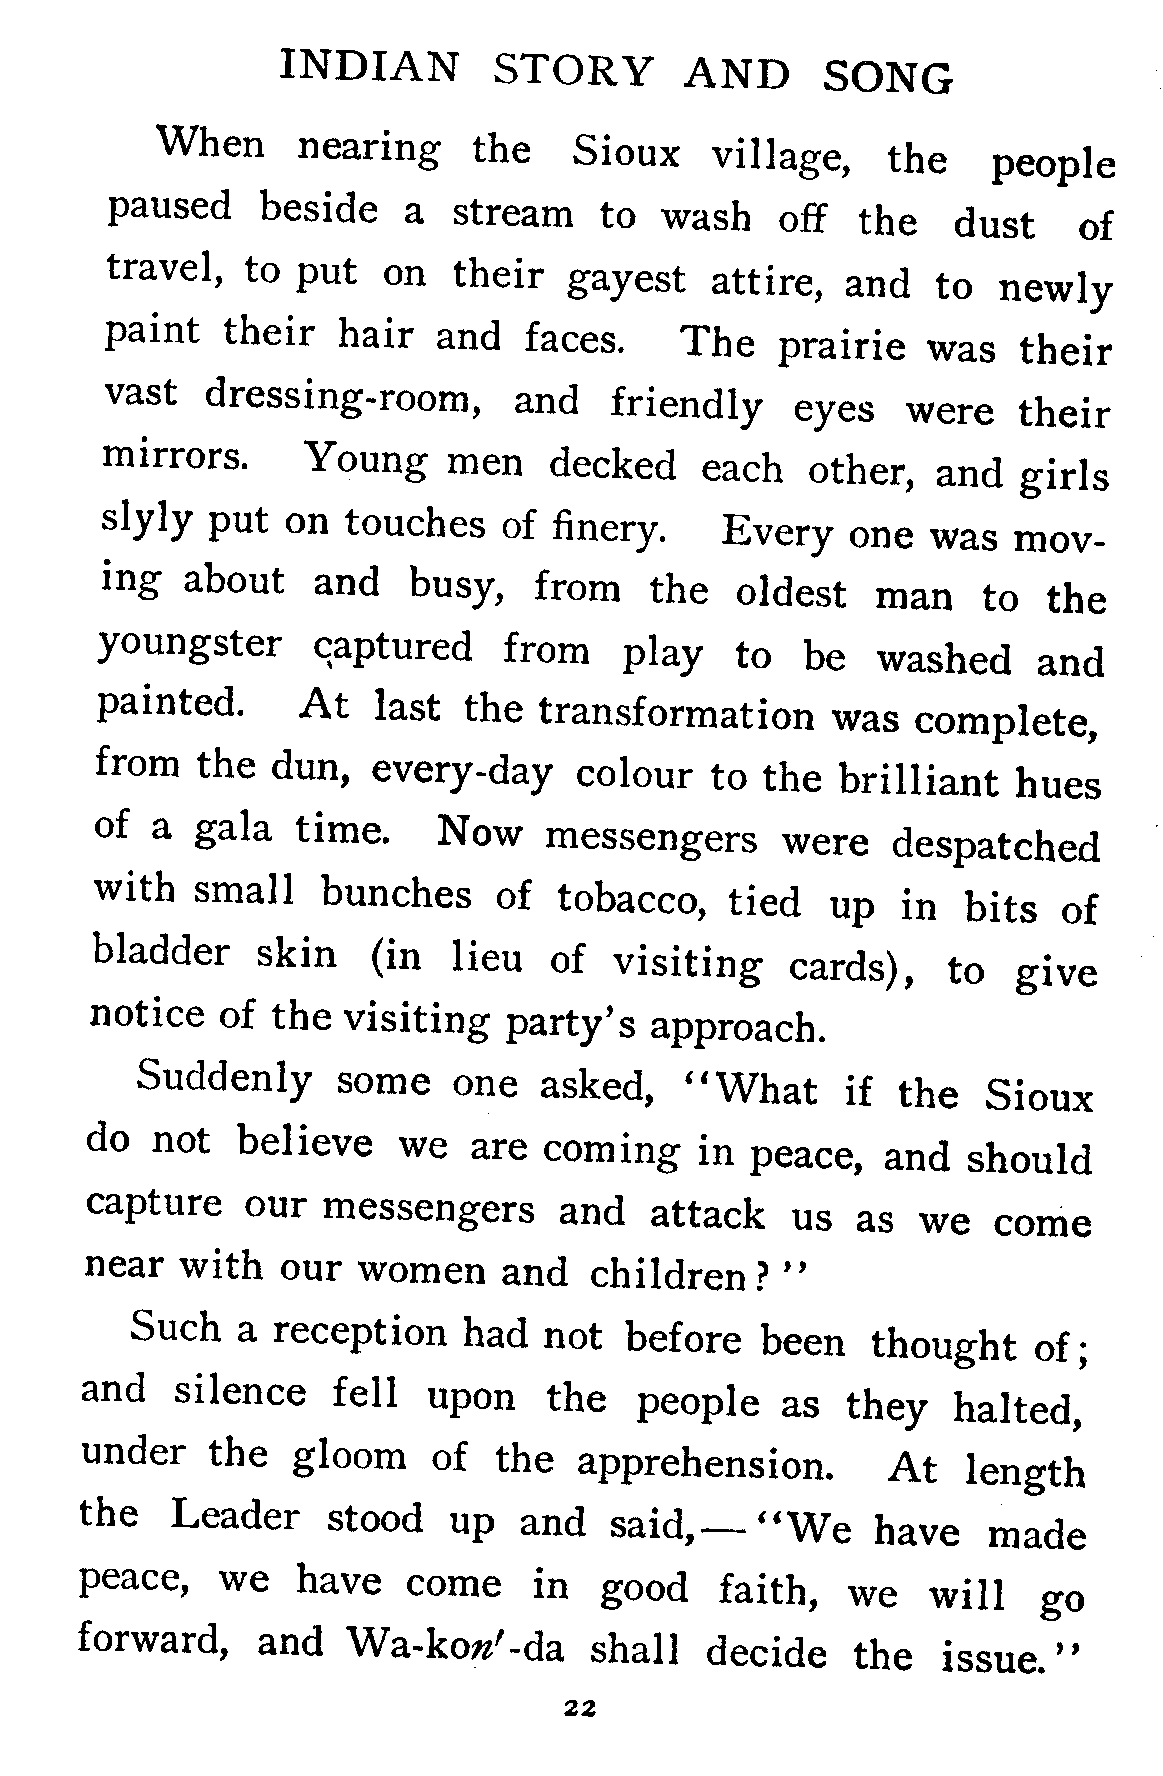 INDIAN STORY AND SONG
When nearing the Sioux village, the people
paused beside a stream to wash off the dust of
travel, to put on their gayest attire, and to newly
paint their hair and faces. The prairie was their
vast dressing-room, and friendly eyes were their
mirrors. Young men decked each other, and girls
slyly put on touches of finery. Every one was mov-
ing about and busy, from the oldest man to the
youngster captured from play to be washed and
painted. At last the transformation was complete,
from the dun, every-day colour to the brilliant hues
of a gala time. Now messengers were despatched
with small bunches of tobacco, tied up in bits of
bladder skin (in lieu of visiting cards), to give
notice of the visiting party's approach.
Suddenly some one asked, "What if the Sioux
do not believe we are coming in peace, and should
capture our messengers and attack us as we come
near with our women and children?"
Such a reception had not before been thought of;
and silence fell upon the people as they halted,
under the gloom of the apprehension. At length
the Leader stood up and said,— "We have made
peace, we have come in good faith, we will go
forward, and Wa-kon'-da shall decide the issue."
22